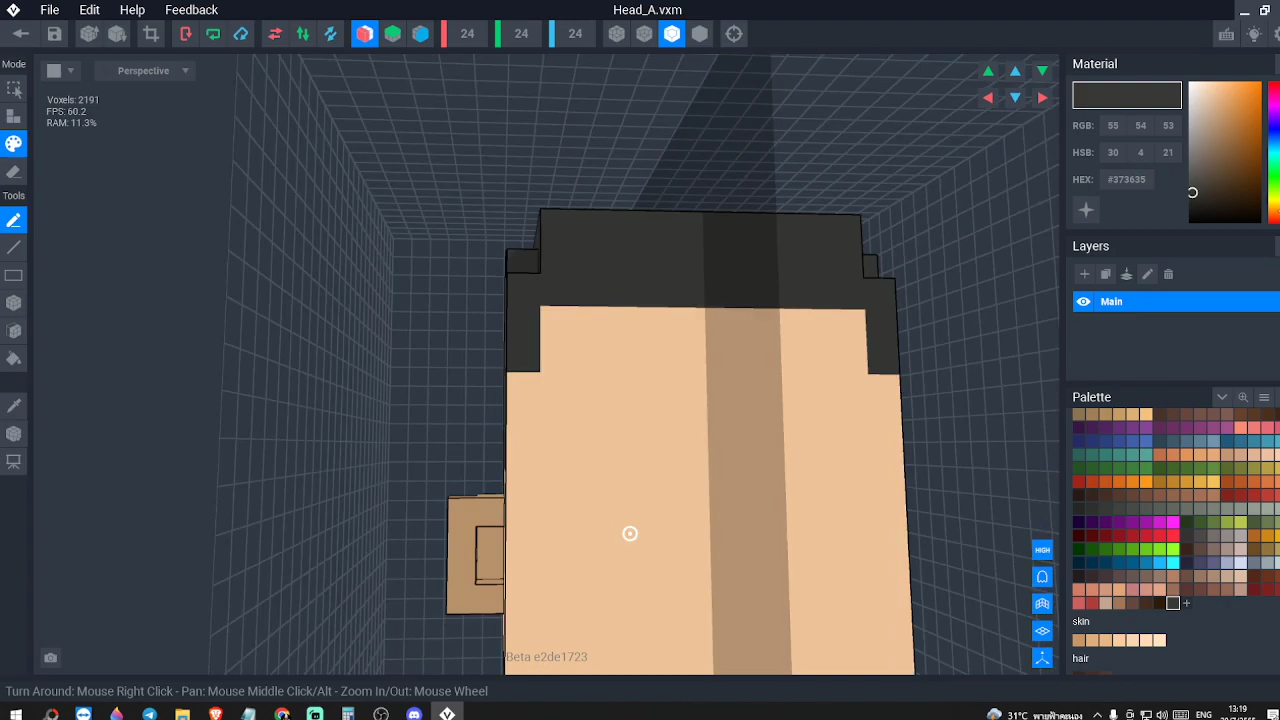 File Edit Help Feedback
Head_A.vxm
24 24 24
Mode
Perspective
Voxels: 2191
FPS: 60.2
RAM: 11.3%
Tools
Material
RGB: 55 54 53
HSB: 30 4 21
HEX: #373635
Layers
Main
Palette
HIGH
skin
hair
Beta e2de1723
Turn Around: Mouse Right Click - Pan: Mouse Middle Click/Alt - Zoom In/Out: Mouse Wheel
31°C
ENG
13:19